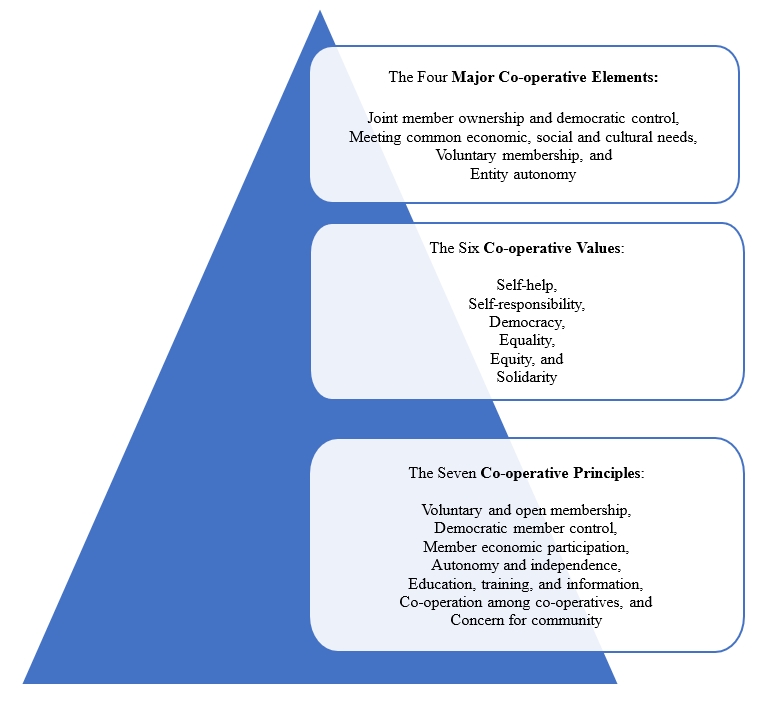 The Four Major Co-operative Elements:
Joint member ownership and democratic control,
Meeting common economic, social and cultural needs,
Voluntary membership, and
Entity autonomy
The Six Co-operative Values:
Self-help,
Self-responsibility,
Democracy,
Equality,
Equity, and
Solidarity
The Seven Co-operative Principles:
Voluntary and open membership,
Democratic member control,
Member economic participation,
Autonomy and independence,
Education, training, and information,
Co-operation among co-operatives, and
Concern for community